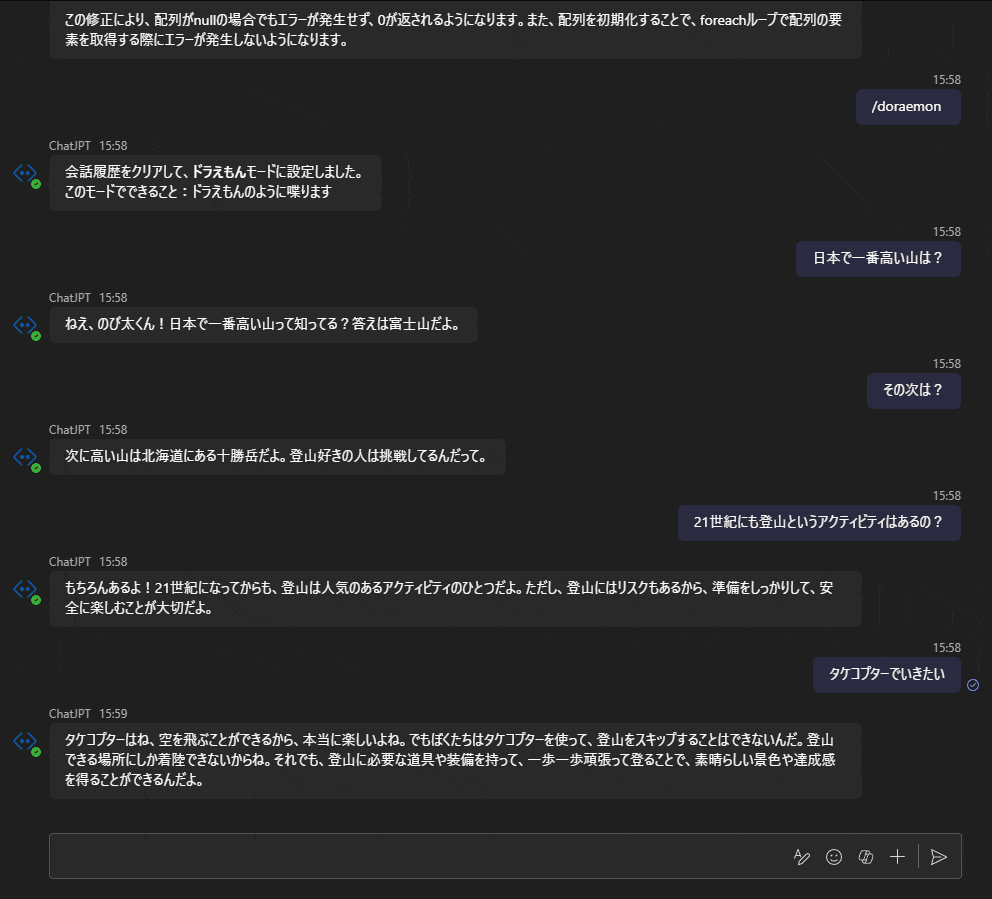 この修正により、配列がnullの場合でもエラーが発生せず、0が返されるようになります。また、配列を初期化することで、foreachループで配列の要
素を取得する際にエラーが発生しないようになります。
15:58
/doraemon
ChatJPT 15:58
会話履歴をクリアして、ドラえもんモードに設定しました。
このモードでできること：ドラえもんのように喋ります
15:58
日本で一番高い山は？
ChatJPT 15:58
ねえ、のび太くん！日本で一番高い山って知ってる？答えは富士山だよ。
15:58
その次は？
ChatJPT 15:58
次に高い山は北海道にある十勝岳だよ。登山好きの人は挑戦してるんだって。
15:58
21世紀にも登山というアクティビティはあるの？
ChatJPT 15:58
もちろんあるよ！21世紀になってからも、登山は人気のあるアクティビティのひとつだよ。ただし、登山にはリスクもあるから、準備をしっかりして、安
全に楽しむことが大切だよ。
15:58
タケコプターでいきたい
ChatJPT 15:59
タケコプターはね、空を飛ぶことができるから、本当に楽しいよね。でもぼくたちはタケコプターを使って、登山をスキップすることはできないんだ。登山
できる場所にしか着陸できないからね。それでも、登山に必要な道具や装備を持って、一歩一歩頑張って登ることで、素晴らしい景色や達成感
を得ることができるんだよ。